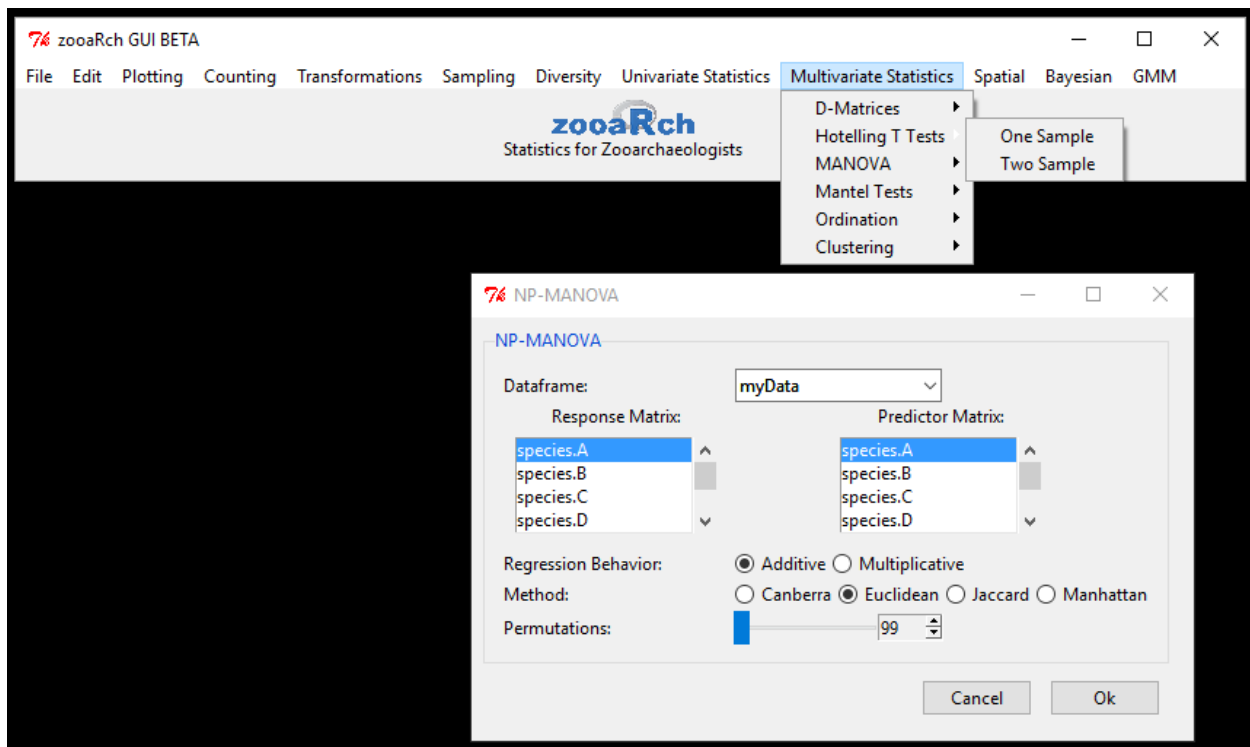 zooaRch GUI BETA
File Edit Plotting Counting Transformations Sampling Diversity Univariate Statistics Multivariate Statistics Spatial Bayesian GMM
zooaRch
Statistics for Zooarchaeologists
D-Matrices
Hotelling T Tests
MANOVA
Mantel Tests
Ordination
Clustering
One Sample
Two Sample
NP-MANOVA
NP-MANOVA
Dataframe: myData
Response Matrix: Predictor Matrix:
species.A species.A
species.B species.B
species.C species.C
species.D species.D
Regression Behavior: Additive Multiplicative
Method: Canberra Euclidean Jaccard Manhattan
Permutations: 99
Cancel Ok